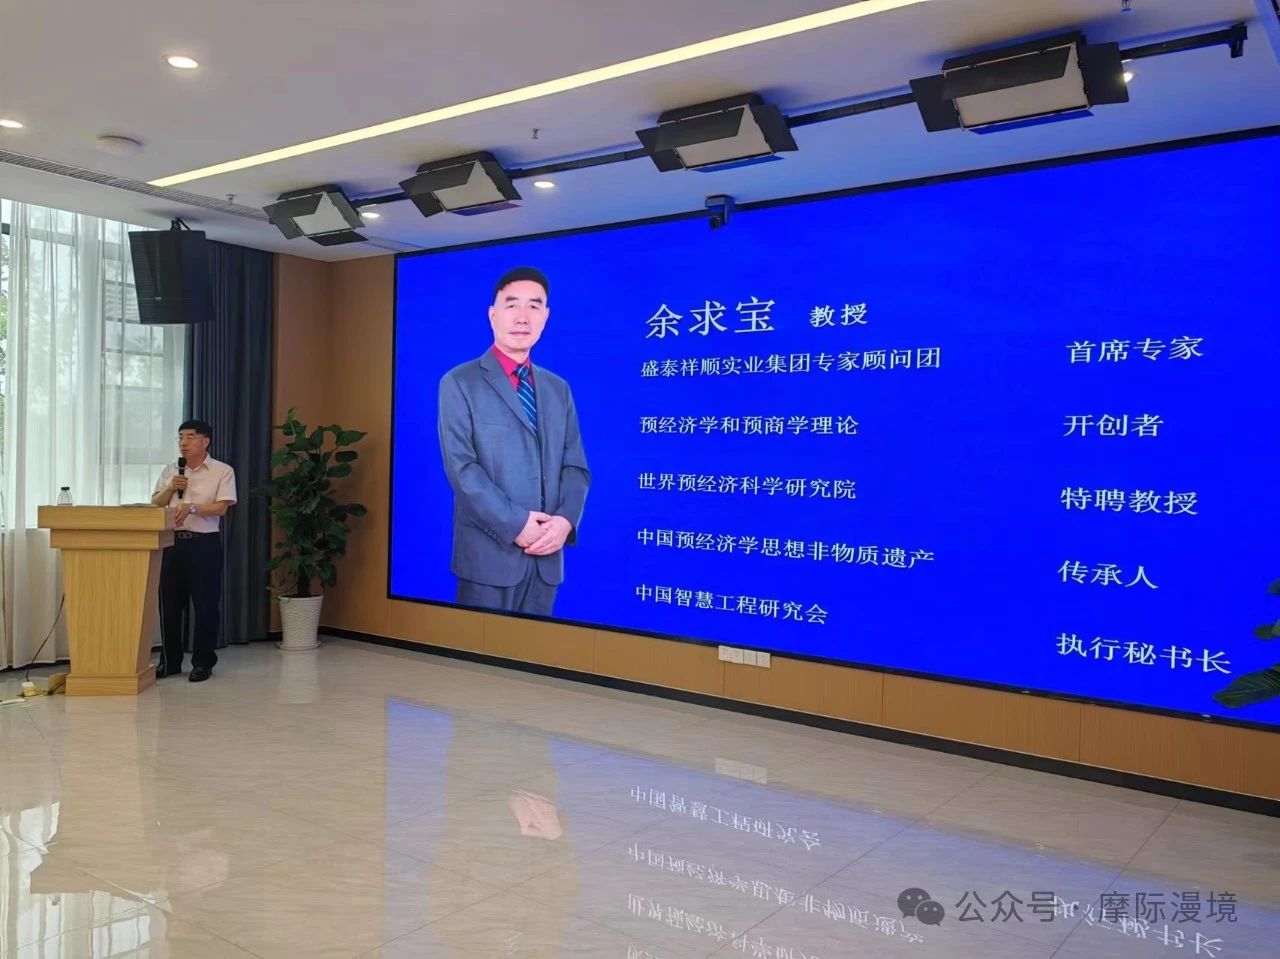 余求宝 教授
盛泰祥顺实业集团专家顾问团 首席专家
预经济学和预商学理论 开创者
世界预经济科学研究院 特聘教授
中国预经济学思想非物质遗产 传承人
中国智慧工程研究会 执行秘书长
公众号 · 摩际漫境